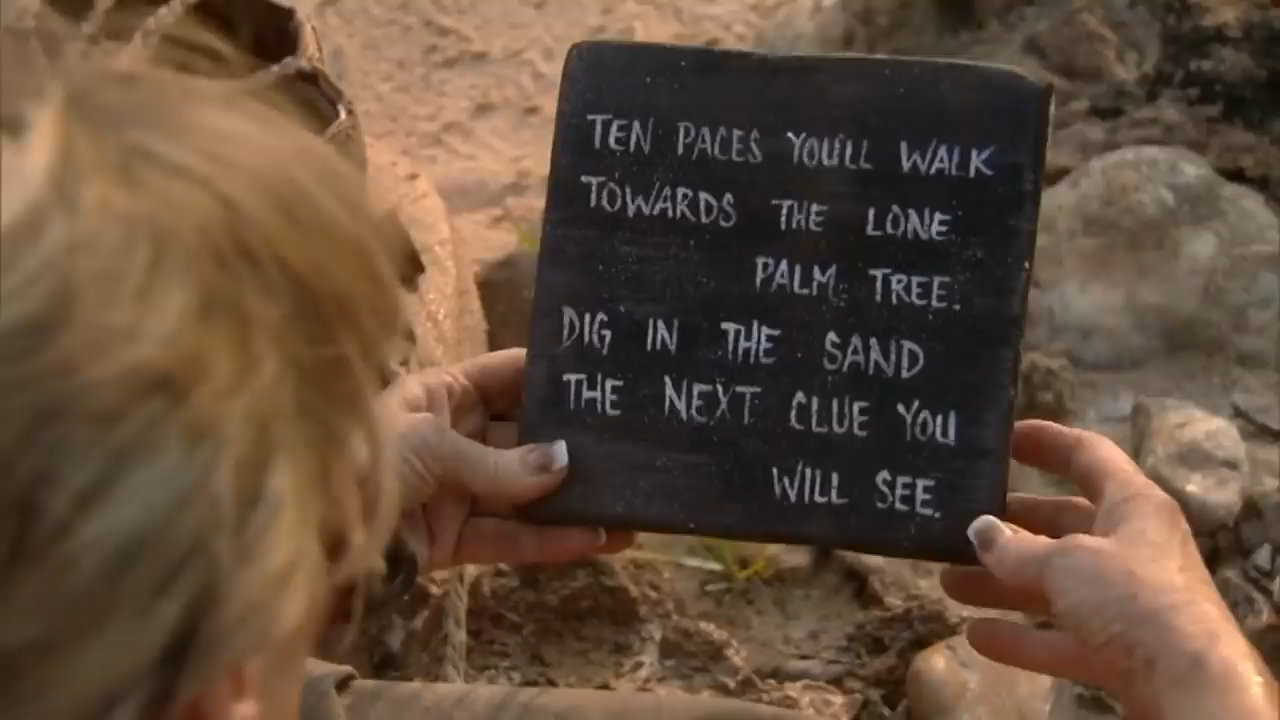 TEN PACES YOU'LL WALK
TOWARDS THE LONE
PALM TREE.
DIG IN THE SAND
THE NEXT CLUE YOU
WILL SEE.